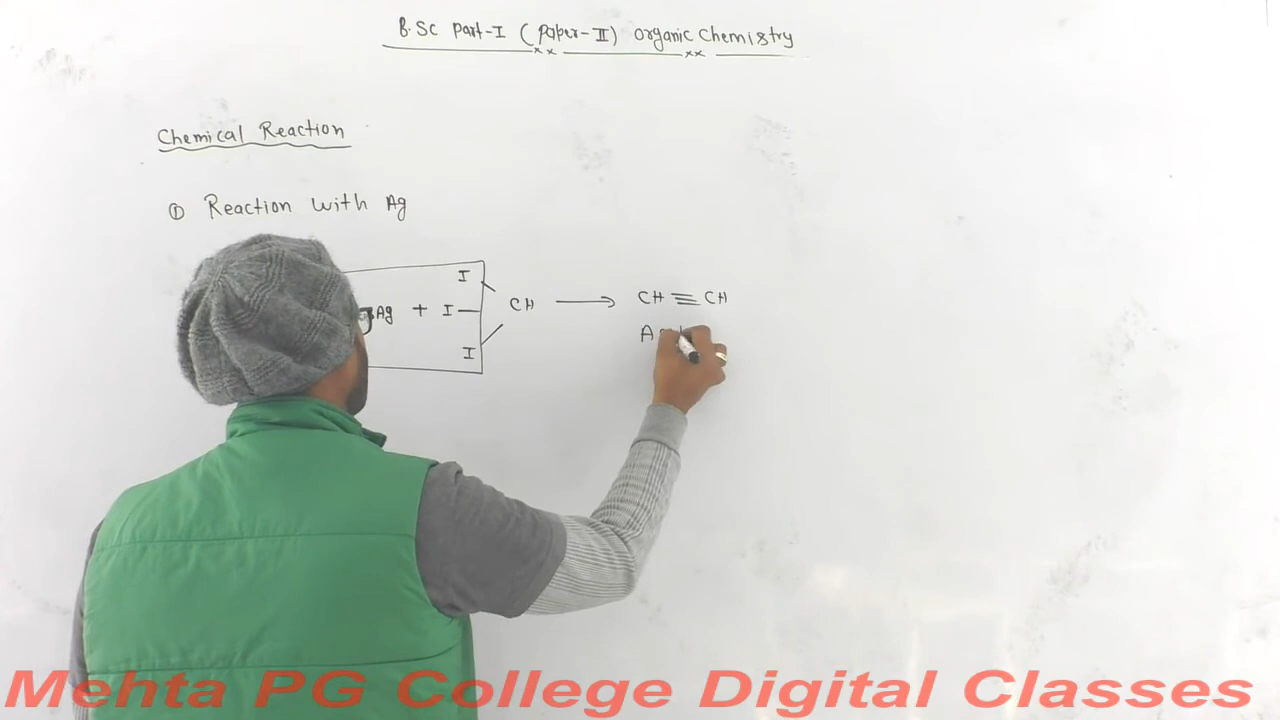 B.Sc Part-I (Paper-II) Organic Chemistry
Chemical Reaction
① Reaction with Ag
I
Ag + I — CH ⟶ CH ≡ CH
I
Mehta PG College Digital Classes